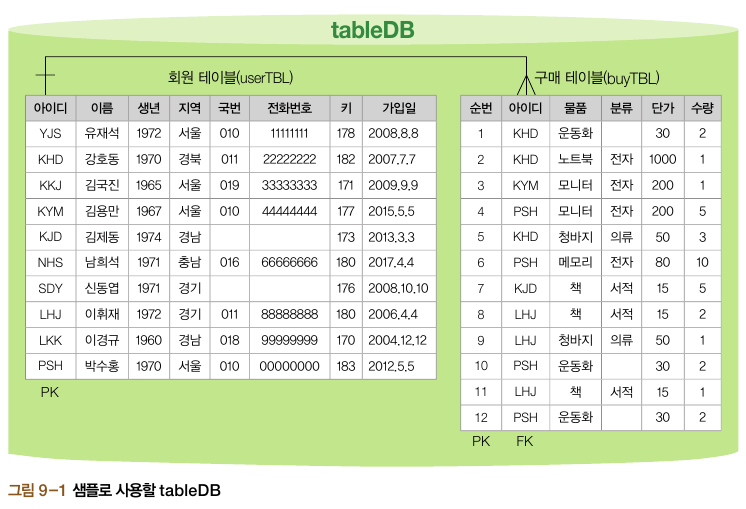 tableDB
회원 테이블(userTBL)
아이디 이름 생년 지역 국번 전화번호 키 가입일
YJS 유재석 1972 서울 010 11111111 178 2008.8.8
KHD 강호동 1970 경북 011 22222222 182 2007.7.7
KKJ 김국진 1965 서울 019 33333333 171 2009.9.9
KYM 김용만 1967 서울 010 44444444 177 2015.5.5
KJD 김제동 1974 경남 173 2013.3.3
NHS 남희석 1971 충남 016 66666666 180 2017.4.4
SDY 신동엽 1971 경기 176 2008.10.10
LHJ 이휘재 1972 경기 011 88888888 180 2006.4.4
LKK 이경규 1960 경남 018 99999999 170 2004.12.12
PSH 박수홍 1970 서울 010 00000000 183 2012.5.5
PK
구매 테이블(buyTBL)
순번 아이디 물품 분류 단가 수량
1 KHD 운동화 30 2
2 KHD 노트북 전자 1000 1
3 KYM 모니터 전자 200 1
4 PSH 모니터 전자 200 5
5 KHD 청바지 의류 50 3
6 PSH 메모리 전자 80 10
7 KJD 책 서적 15 5
8 LHJ 책 서적 15 2
9 LHJ 청바지 의류 50 1
10 PSH 운동화 30 2
11 LHJ 책 서적 15 1
12 PSH 운동화 30 2
PK FK
그림 9-1 샘플로 사용할 tableDB